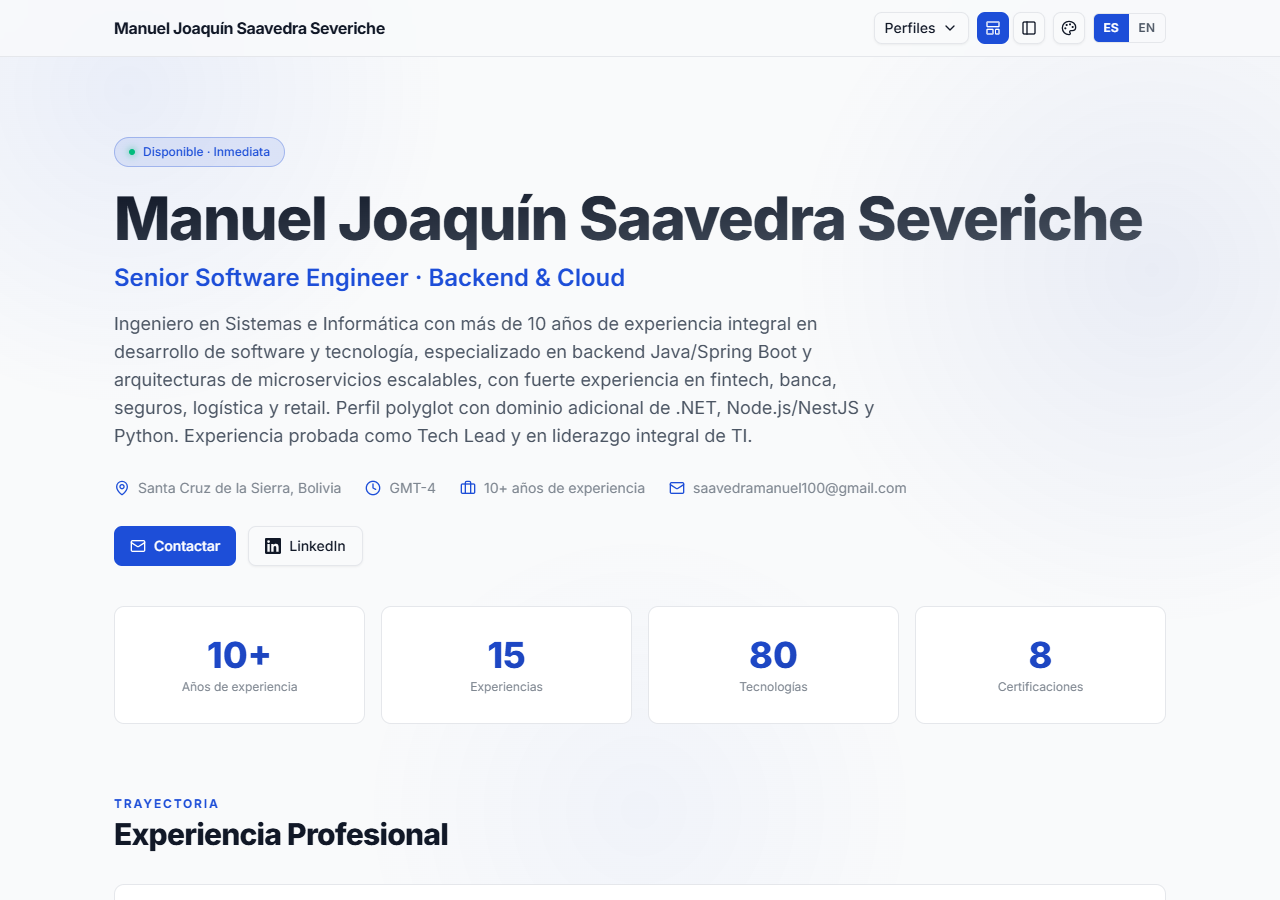 Manuel Joaquín Saavedra Severiche
Perfiles
ES EN
Disponible · Inmediata
Manuel Joaquín Saavedra Severiche
Senior Software Engineer · Backend & Cloud
Ingeniero en Sistemas e Informática con más de 10 años de experiencia integral en
desarrollo de software y tecnología, especializado en backend Java/Spring Boot y
arquitecturas de microservicios escalables, con fuerte experiencia en fintech, banca,
seguros, logística y retail. Perfil polyglot con dominio adicional de .NET, Node.js/NestJS y
Python. Experiencia probada como Tech Lead y en liderazgo integral de TI.
Santa Cruz de la Sierra, Bolivia GMT-4 10+ años de experiencia saavedramanuel100@gmail.com
Contactar LinkedIn
10+ 15 80 8
Años de experiencia Experiencias Tecnologías Certificaciones
TRAYECTORIA
Experiencia Profesional